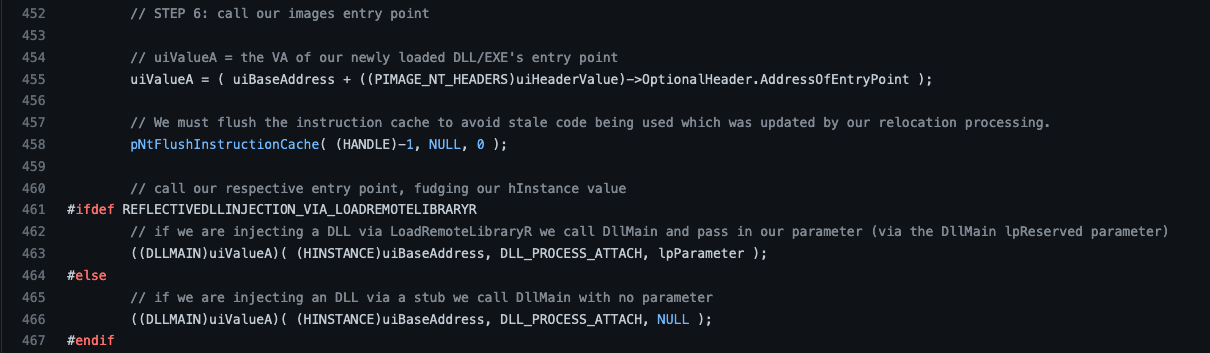 452 // STEP 6: call our images entry point
453
454 // uiValueA = the VA of our newly loaded DLL/EXE's entry point
455 uiValueA = ( uiBaseAddress + ((PIMAGE_NT_HEADERS)uiHeaderValue)->OptionalHeader.AddressOfEntryPoint );
456
457 // We must flush the instruction cache to avoid stale code being used which was updated by our relocation processing.
458 pNtFlushInstructionCache( (HANDLE)-1, NULL, 0 );
459
460 // call our respective entry point, fudging our hInstance value
461 #ifdef REFLECTIVEDLLINJECTION_VIA_LOADREMOTELIBRARYR
462 // if we are injecting a DLL via LoadRemoteLibraryR we call DllMain and pass in our parameter (via the DllMain lpReserved parameter)
463 ((DLLMAIN)uiValueA)( (HINSTANCE)uiBaseAddress, DLL_PROCESS_ATTACH, lpParameter );
464 #else
465 // if we are injecting an DLL via a stub we call DllMain with no parameter
466 ((DLLMAIN)uiValueA)( (HINSTANCE)uiBaseAddress, DLL_PROCESS_ATTACH, NULL );
467 #endif